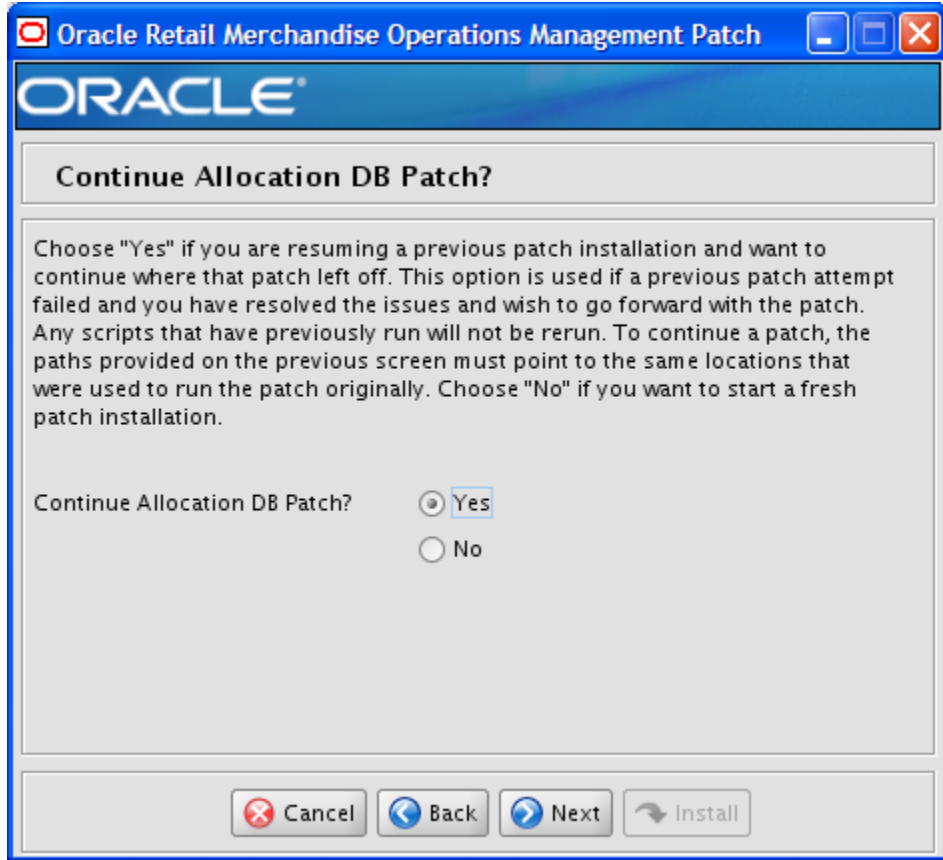 Oracle Retail Merchandise Operations Management Patch
ORACLE®
Continue Allocation DB Patch?
Choose "Yes" if you are resuming a previous patch installation and want to
continue where that patch left off. This option is used if a previous patch attempt
failed and you have resolved the issues and wish to go forward with the patch.
Any scripts that have previously run will not be rerun. To continue a patch, the
paths provided on the previous screen must point to the same locations that
were used to run the patch originally. Choose "No" if you want to start a fresh
patch installation.
Continue Allocation DB Patch? Yes
No
Cancel Back Next Install